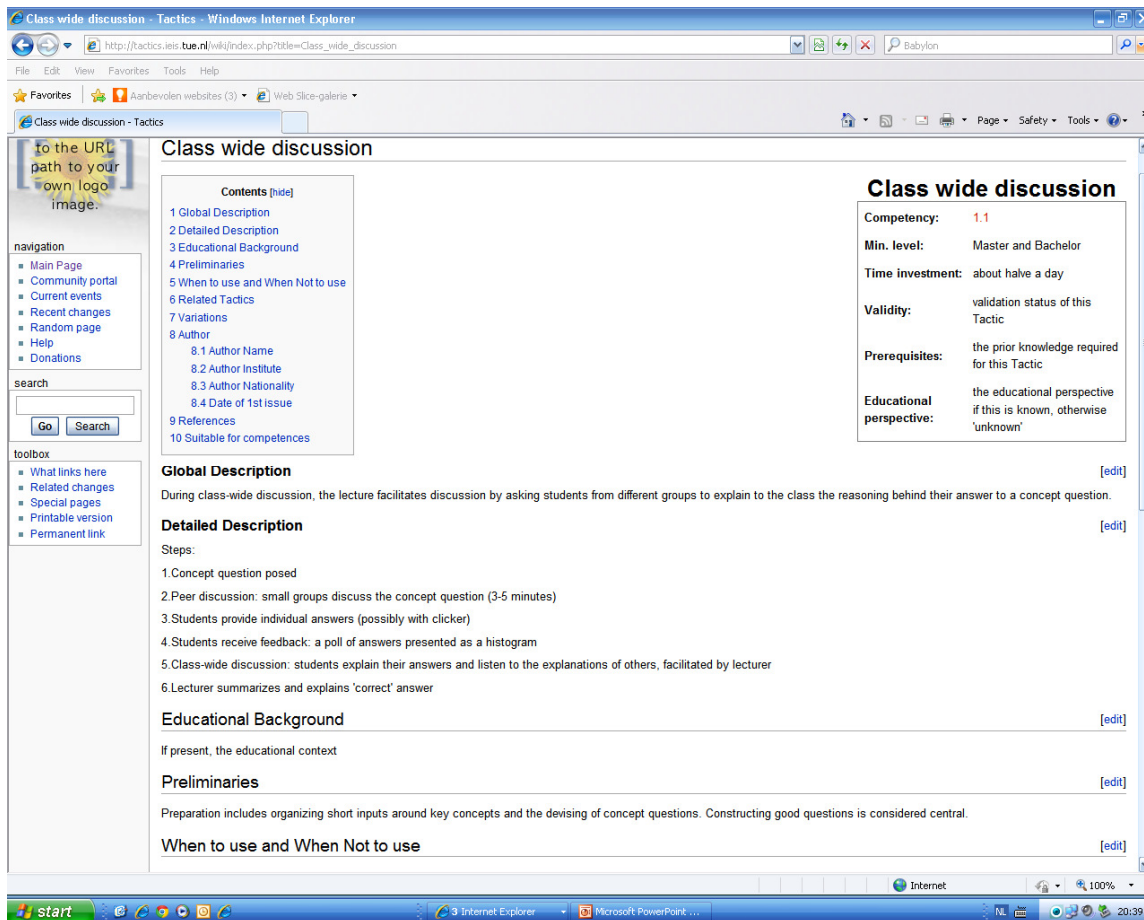 Class wide discussion - Tactics - Windows Internet Explorer
http://tactics.ieis.tue.nl/wiki/index.php?title=Class_wide_discussion
Babylon
File Edit View Favorites Tools Help
Favorites Aanbevolen websites (3) Web Slice-galerie
Class wide discussion - Tactics
Page Safety Tools
to the URL
path to your
own logo
image.
navigation
Main Page
Community portal
Current events
Recent changes
Random page
Help
Donations
search
Go Search
toolbox
What links here
Related changes
Special pages
Printable version
Permanent link
Class wide discussion
Contents [hide]
1 Global Description
2 Detailed Description
3 Educational Background
4 Preliminaries
5 When to use and When Not to use
6 Related Tactics
7 Variations
8 Author
8.1 Author Name
8.2 Author Institute
8.3 Author Nationality
8.4 Date of 1st issue
9 References
10 Suitable for competences
Class wide discussion
Competency: 1.1
Min. level: Master and Bachelor
Time investment: about halve a day
Validity: validation status of this
Tactic
Prerequisites: the prior knowledge required
for this Tactic
Educational perspective: the educational perspective
if this is known, otherwise
'unknown'
Global Description [edit]
During class-wide discussion, the lecture facilitates discussion by asking students from different groups to explain to the class the reasoning behind their answer to a concept question.
Detailed Description [edit]
Steps:
1.Concept question posed
2.Peer discussion: small groups discuss the concept question (3-5 minutes)
3.Students provide individual answers (possibly with clicker)
4.Students receive feedback: a poll of answers presented as a histogram
5.Class-wide discussion: students explain their answers and listen to the explanations of others, facilitated by lecturer
6.Lecturer summarizes and explains 'correct' answer
Educational Background [edit]
If present, the educational context
Preliminaries [edit]
Preparation includes organizing short inputs around key concepts and the devising of concept questions. Constructing good questions is considered central.
When to use and When Not to use [edit]
Internet 100%
start 3 Internet Explorer Microsoft PowerPoint ... NL 20:39